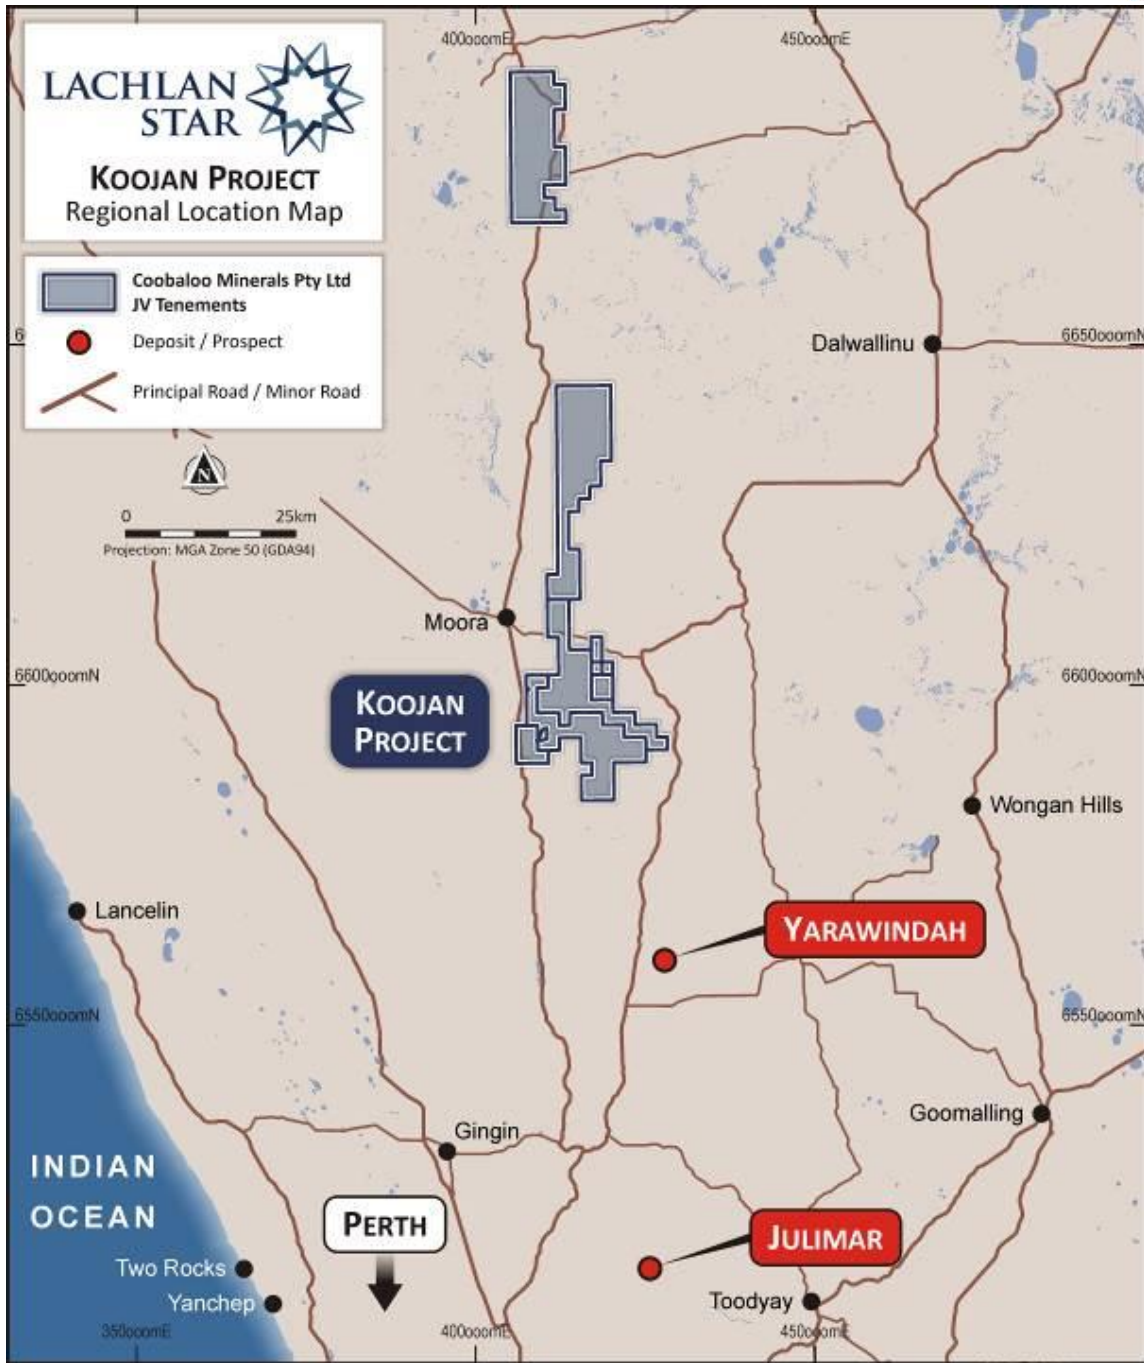 400000mE
450000mE
LACHLAN
STAR
KOOJAN PROJECT
Regional Location Map
Coobaloo Minerals Pty Ltd
JV Tenements
Deposit / Prospect
Principal Road / Minor Road
6
6650000mN
Dalwallinu
N
0 25km
Projection: MGA Zone 50 (GDA94)
Moora
6600000mN
6600000mN
KOOJAN
PROJECT
Wongan Hills
Lancelin
YARAWINDAH
6550000mN
6550000mN
Goomalling
Gingin
INDIAN
OCEAN
PERTH
JULIMAR
Two Rocks
Yanchep
Toodyay
350000mE
400000mE
450000mE